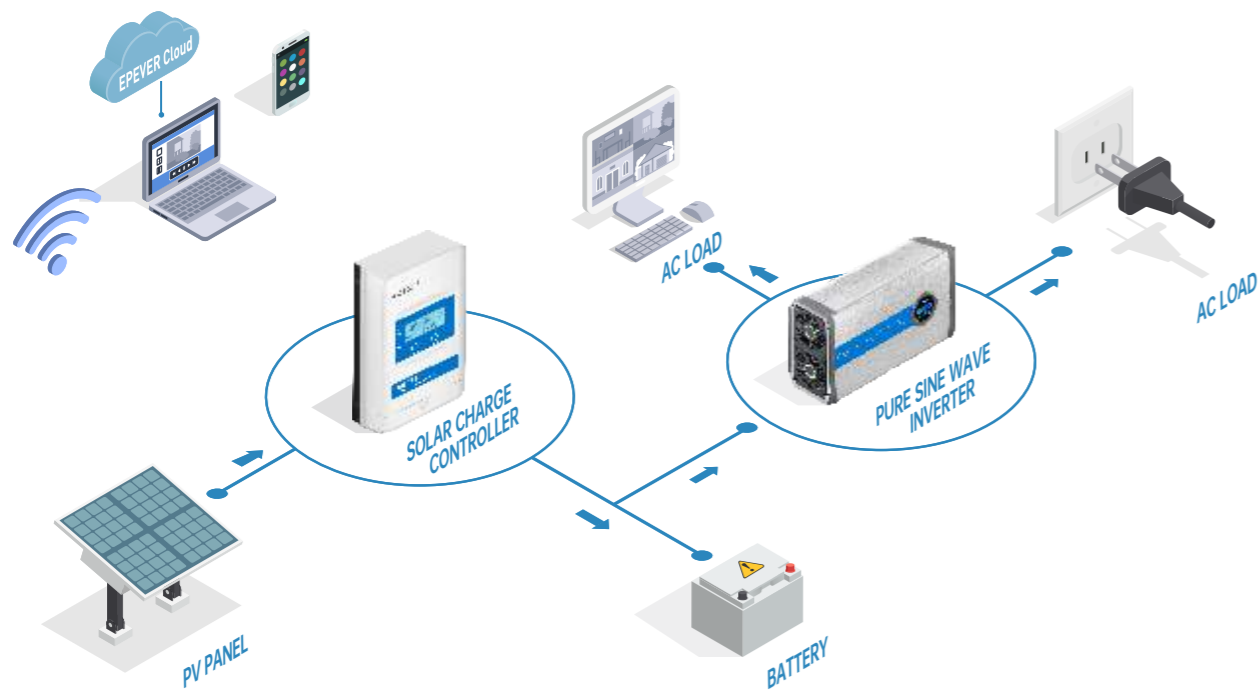 EPEVER Cloud
AC LOAD
AC LOAD
PURE SINE WAVE
INVERTER
SOLAR CHARGE
CONTROLLER
PV PANEL
BATTERY